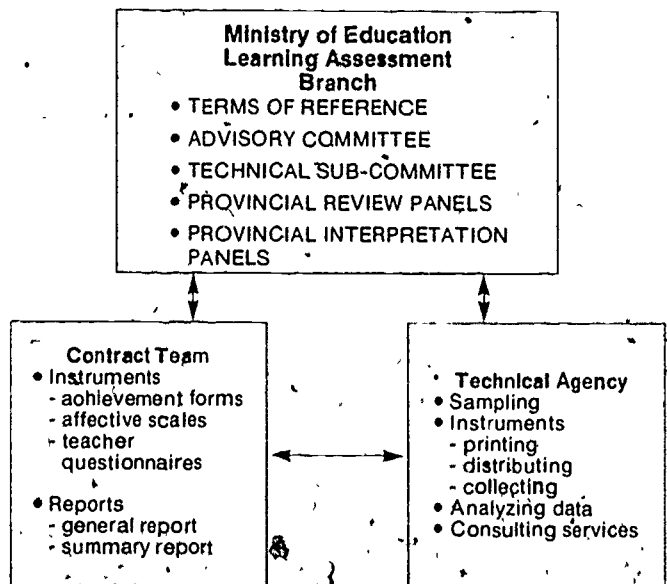 Ministry of Education
Learning Assessment
Branch
• TERMS OF REFERENCE
• ADVISORY COMMITTEE
• TECHNICAL SUB-COMMITTEE
• PROVINCIAL REVIEW PANELS
• PROVINCIAL INTERPRETATION
PANELS
Contract Team
• Instruments
- achievement forms
- affective scales
- teacher
questionnaires
• Reports
- general report
- summary report
Technical Agency
• Sampling
• Instruments
- printing
- distributing
- collecting
• Analyzing data
• Consulting services